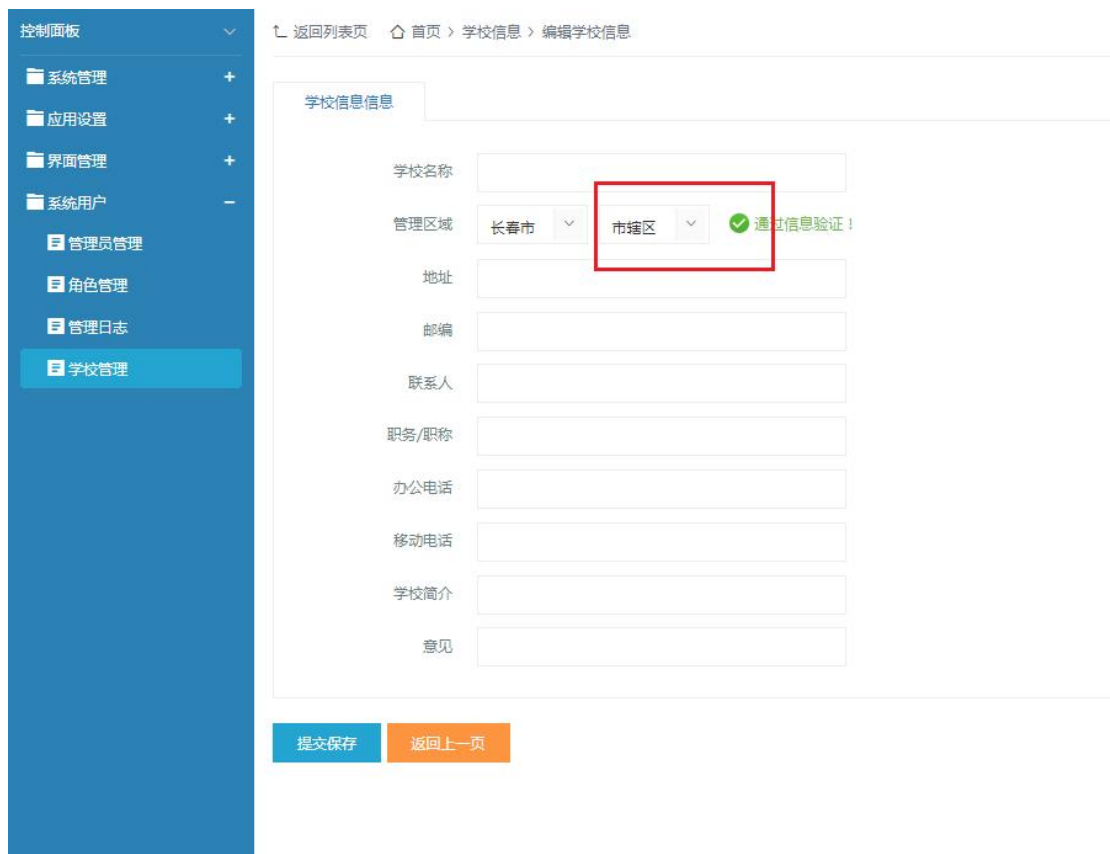 控制面板
系统管理
应用设置
界面管理
系统用户
管理员管理
角色管理
管理日志
学校管理
返回列表页 首页 > 学校信息 > 编辑学校信息
学校信息信息
学校名称
管理区域 长春市 市辖区 通过信息验证！
地址
邮编
联系人
职务/职称
办公电话
移动电话
学校简介
意见
提交保存 返回上一页